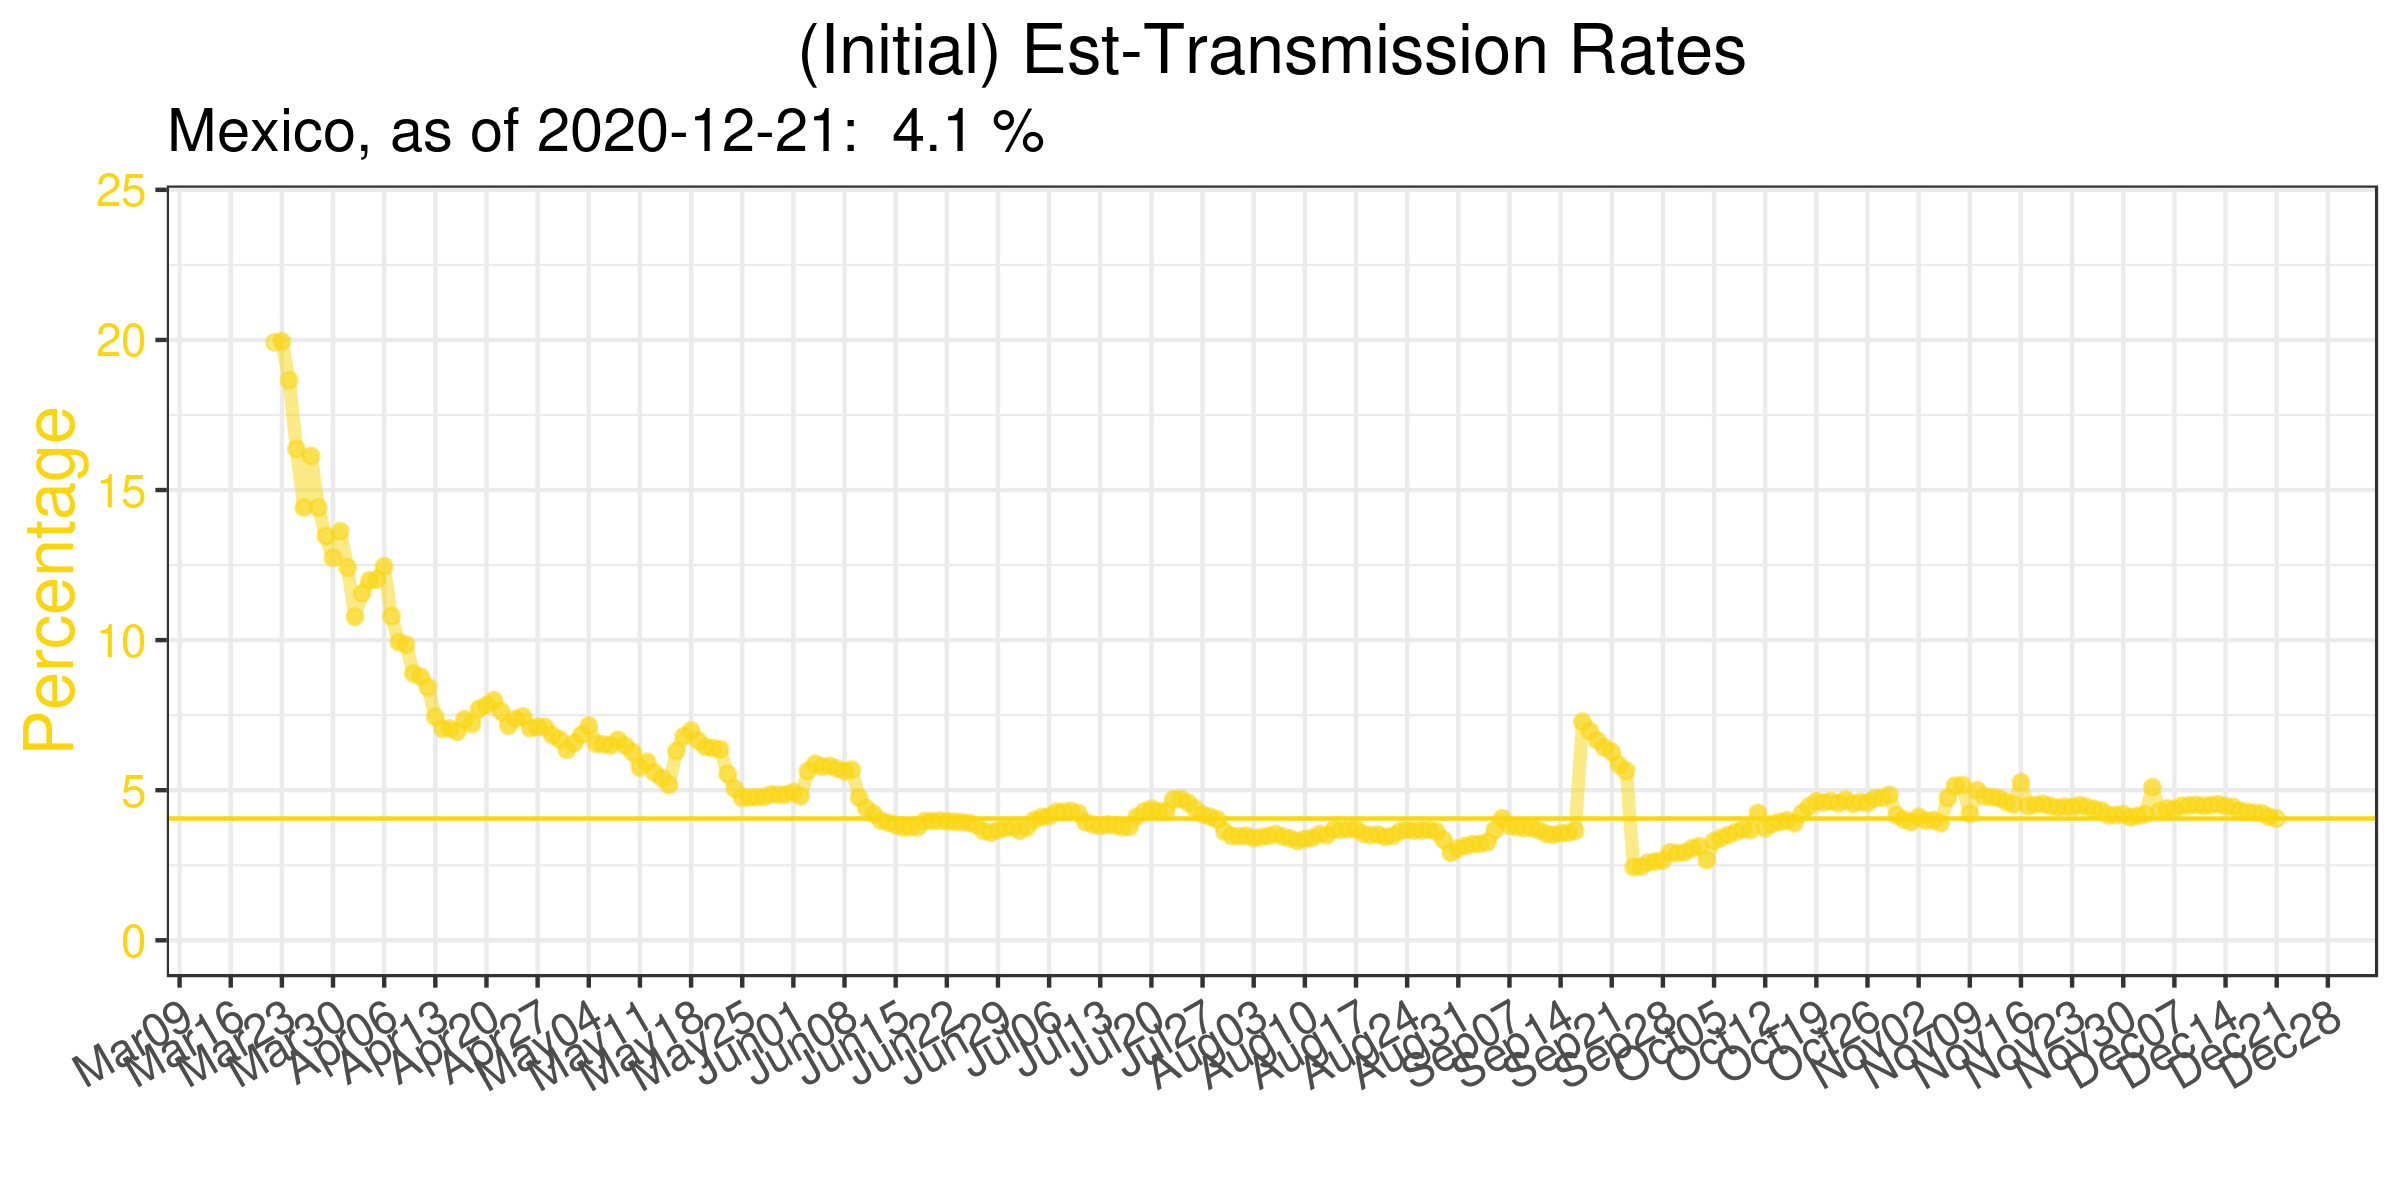 (Initial) Est-Transmission Rates
Mexico, as of 2020-12-21:  4.1 %
Percentage
25
20
15
10
5
0
Mar09
Mar16
Mar23
Mar30
Apr06
Apr13
Apr20
Apr27
May04
May11
May18
May25
Jun01
Jun08
Jun15
Jun22
Jun29
Jul06
Jul13
Jul20
Jul27
Aug03
Aug10
Aug17
Aug24
Aug31
Sep07
Sep14
Sep21
Sep28
Oct05
Oct12
Oct19
Oct26
Nov02
Nov09
Nov16
Nov23
Nov30
Dec07
Dec14
Dec21
Dec28